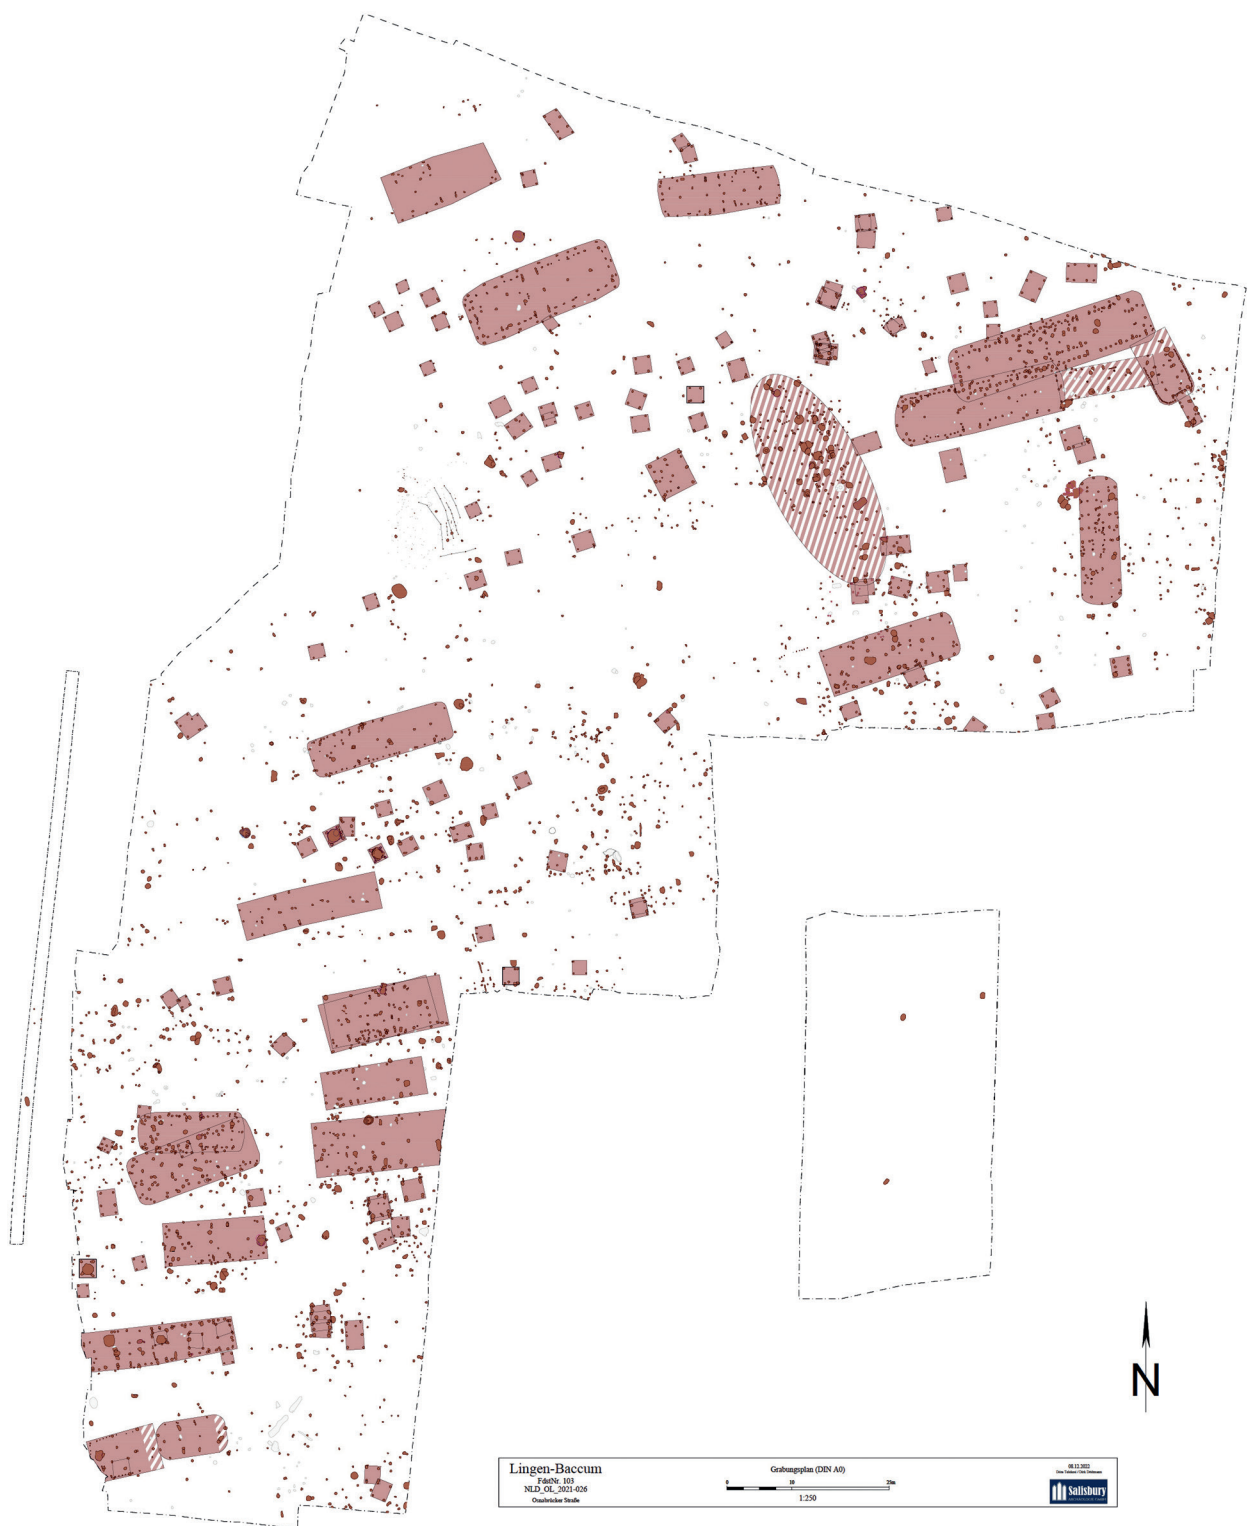 N
Lingen-Baccum
FdstNr. 103
NLD_OL_2021-026
Osnabrücker Straße
Grabungsplan (DIN A0)
0 10 25m
1:250
08.12.2022
Salisbury